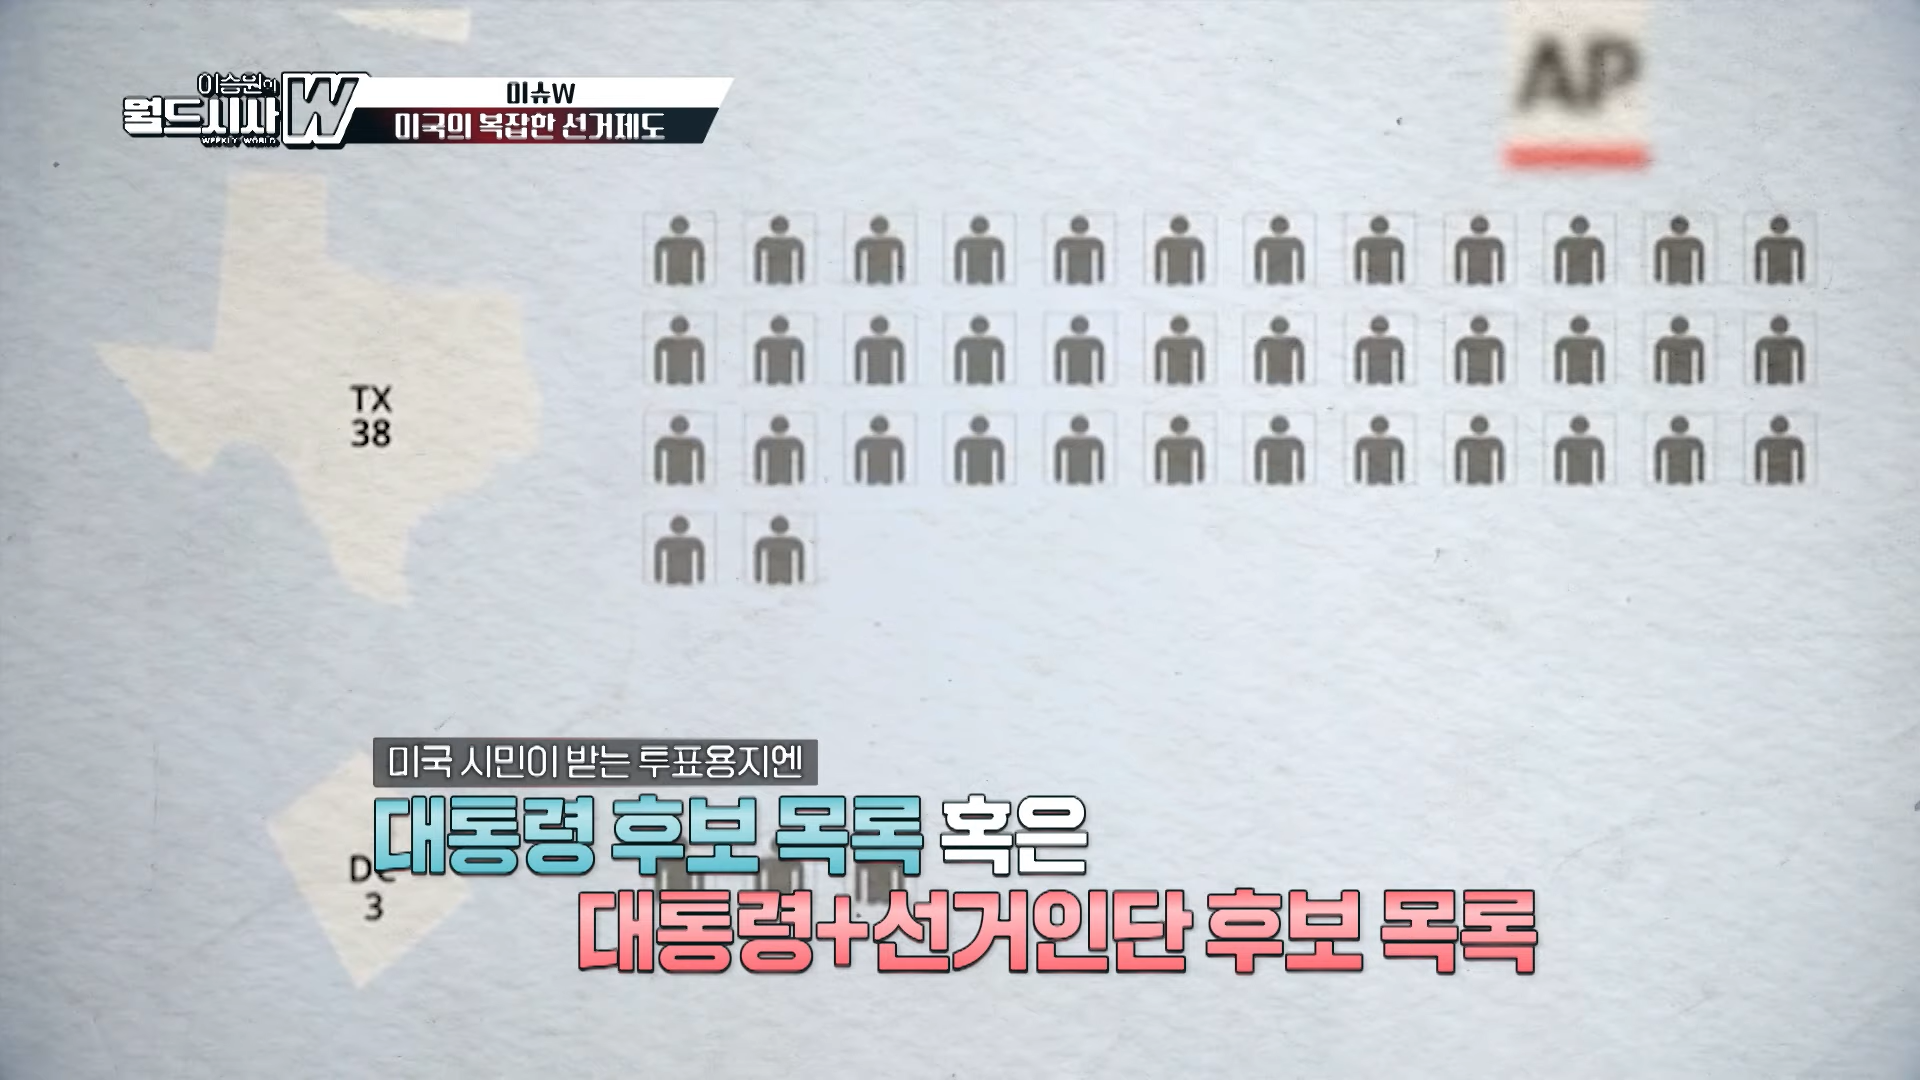 이승원의
월드시사 W
WEEKLY WORLD
이슈W
미국의 복잡한 선거제도
AP
TX
38
미국 시민이 받는 투표용지엔
대통령 후보 목록 혹은
대통령+선거인단 후보 목록
DC
3